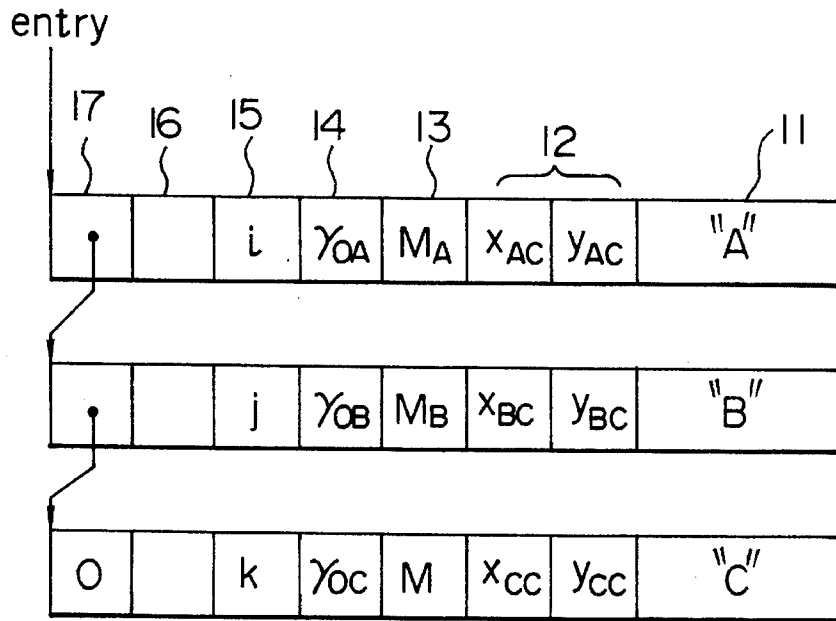 entry
17 16 15 14 13 12 11
i γOA MA xAC yAC "A"
j γOB MB xBC yBC "B"
0 k γOC M xCC yCC "C"